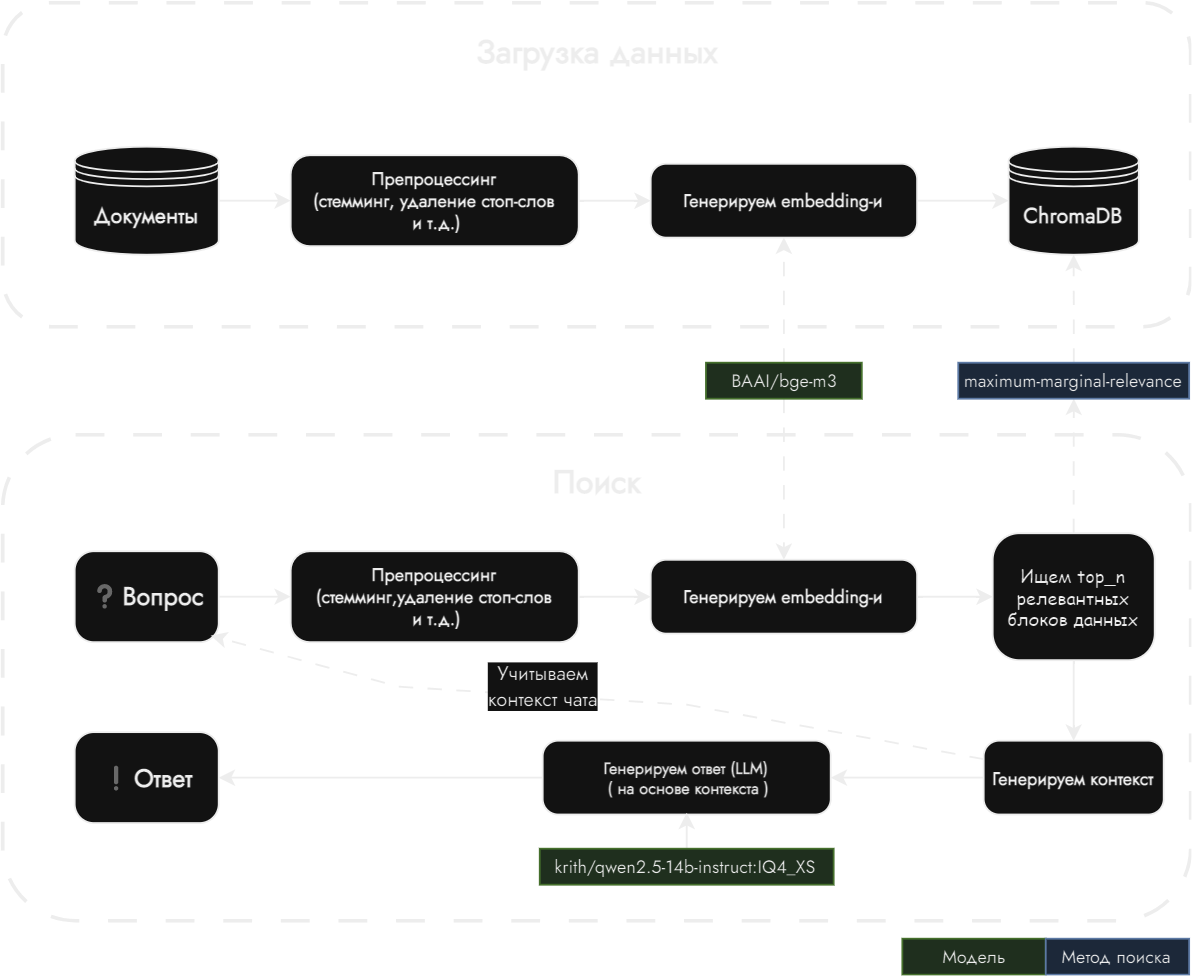 Загрузка данных
Документы
Препроцессинг
(стемминг, удаление стоп-слов
и т.д.)
Генерируем embedding-и
ChromaDB
BAAI/bge-m3
maximum-marginal-relevance
Поиск
❔ Вопрос
Препроцессинг
(стемминг,удаление стоп-слов
и т.д.)
Генерируем embedding-и
Ищем top_n
релевантных
блоков данных
Учитываем
контекст чата
❕ Ответ
Генерируем ответ (LLM)
( на основе контекста )
Генерируем контекст
krith/qwen2.5-14b-instruct:IQ4_XS
Модель
Метод поиска